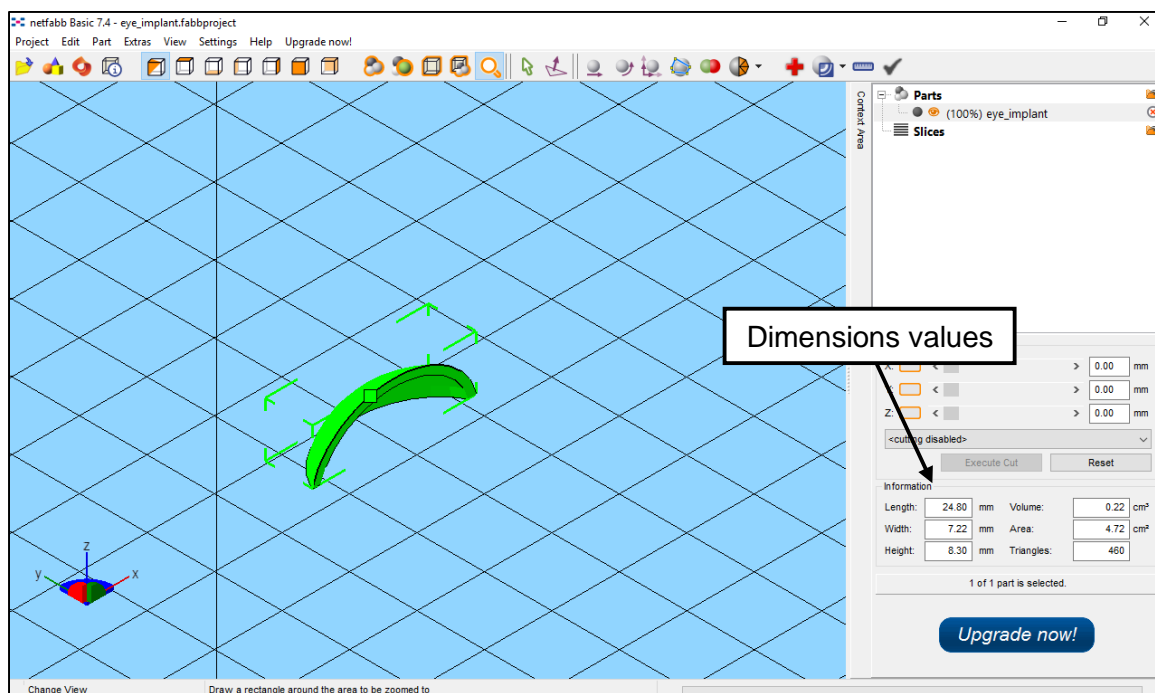 netfabb Basic 7.4 - eye_implant.fabbproject
Project Edit Part Extras View Settings Help Upgrade now!
Context Area
Parts
(100%) eye_implant
Slices
Dimensions values
X: < > 0.00 mm
< > 0.00 mm
Z: < > 0.00 mm
<cutting disabled>
Execute Cut Reset
Information
Length: 24.80 mm Volume: 0.22 cm³
Width: 7.22 mm Area: 4.72 cm²
Height: 8.30 mm Triangles: 460
1 of 1 part is selected.
Upgrade now!
z
y x
Change View Draw a rectangle around the area to be zoomed to